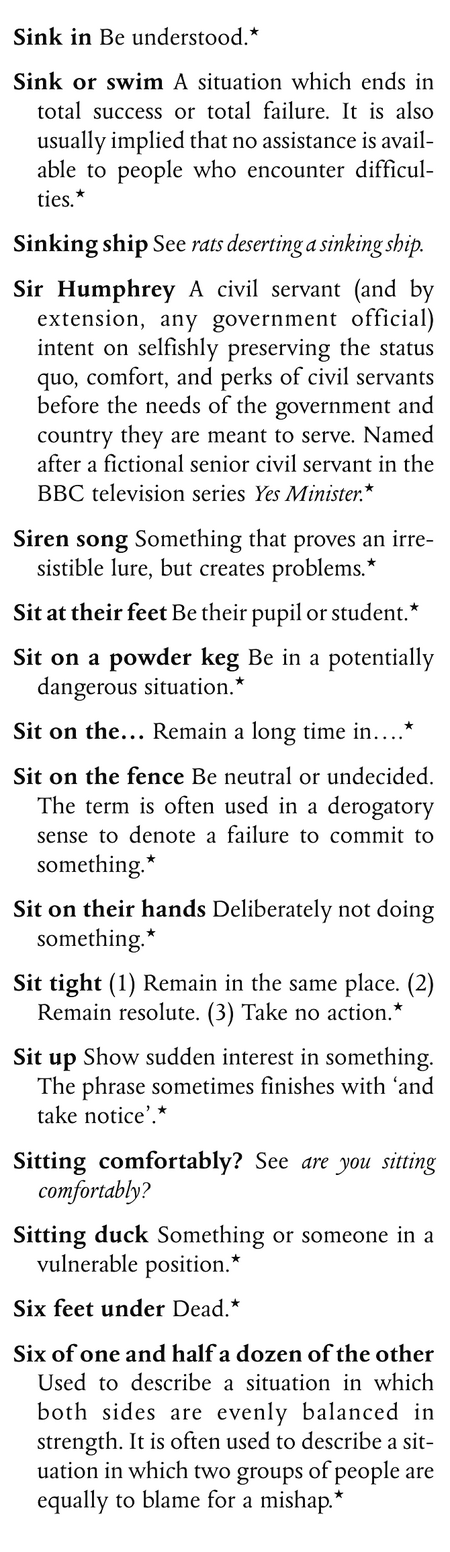 Sink in Be understood.★
Sink or swim A situation which ends in
total success or total failure. It is also
usually implied that no assistance is avail-
able to people who encounter difficul-
ties.★
Sinking ship See rats deserting a sinking ship.
Sir Humphrey A civil servant (and by
extension, any government official)
intent on selfishly preserving the status
quo, comfort, and perks of civil servants
before the needs of the government and
country they are meant to serve. Named
after a fictional senior civil servant in the
BBC television series Yes Minister.★
Siren song Something that proves an irre-
sistible lure, but creates problems.★
Sit at their feet Be their pupil or student.★
Sit on a powder keg Be in a potentially
dangerous situation.★
Sit on the… Remain a long time in….★
Sit on the fence Be neutral or undecided.
The term is often used in a derogatory
sense to denote a failure to commit to
something.★
Sit on their hands Deliberately not doing
something.★
Sit tight (1) Remain in the same place. (2)
Remain resolute. (3) Take no action.★
Sit up Show sudden interest in something.
The phrase sometimes finishes with ‘and
take notice’.★
Sitting comfortably? See are you sitting
comfortably?
Sitting duck Something or someone in a
vulnerable position.★
Six feet under Dead.★
Six of one and half a dozen of the other
Used to describe a situation in which
both sides are evenly balanced in
strength. It is often used to describe a sit-
uation in which two groups of people are
equally to blame for a mishap.★